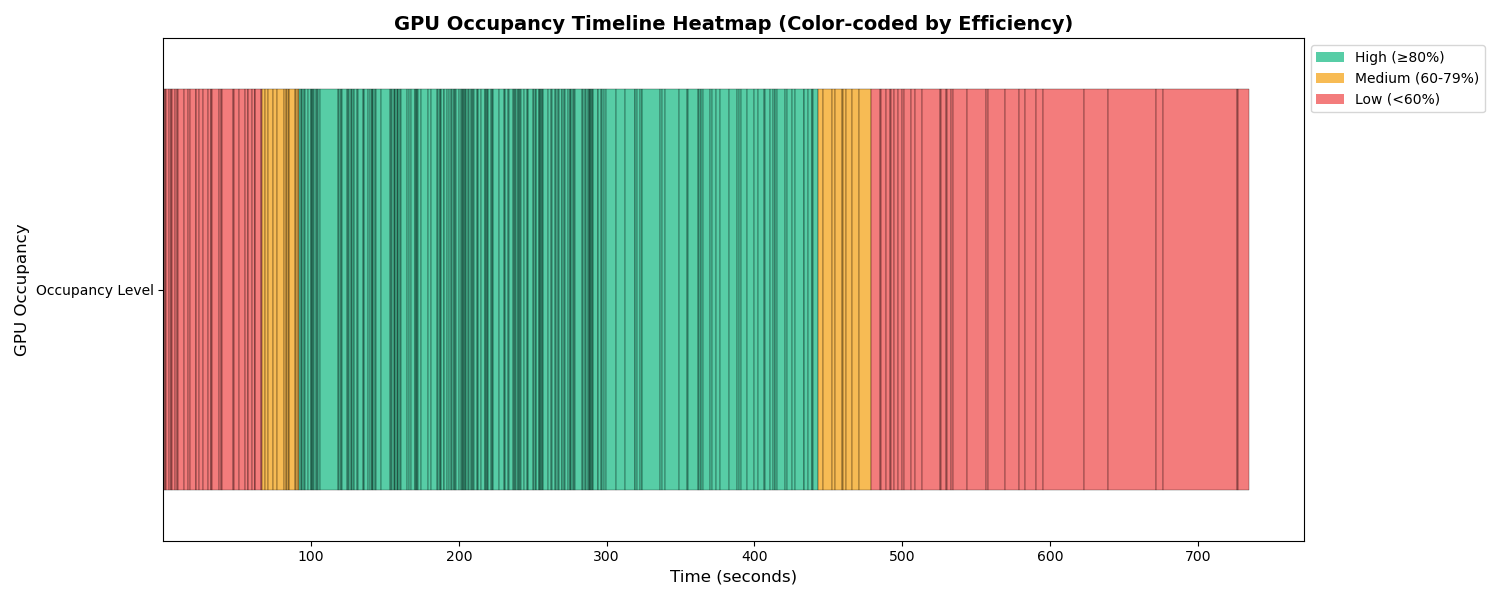 GPU Occupancy Timeline Heatmap (Color-coded by Efficiency)
High (≥80%)
Medium (60-79%)
Low (<60%)
GPU Occupancy
Occupancy Level
100
200
300
400
500
600
700
Time (seconds)